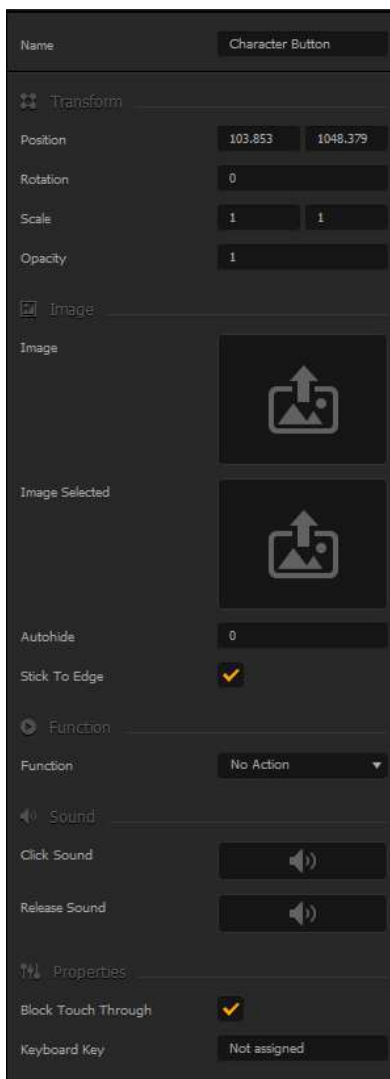 Name Character Button
Transform
Position 103.853 1048.379
Rotation 0
Scale 1 1
Opacity 1
Image
Image
Image Selected
Autohide 0
Stick To Edge
Function
Function No Action
Sound
Click Sound
Release Sound
Properties
Block Touch Through
Keyboard Key Not assigned